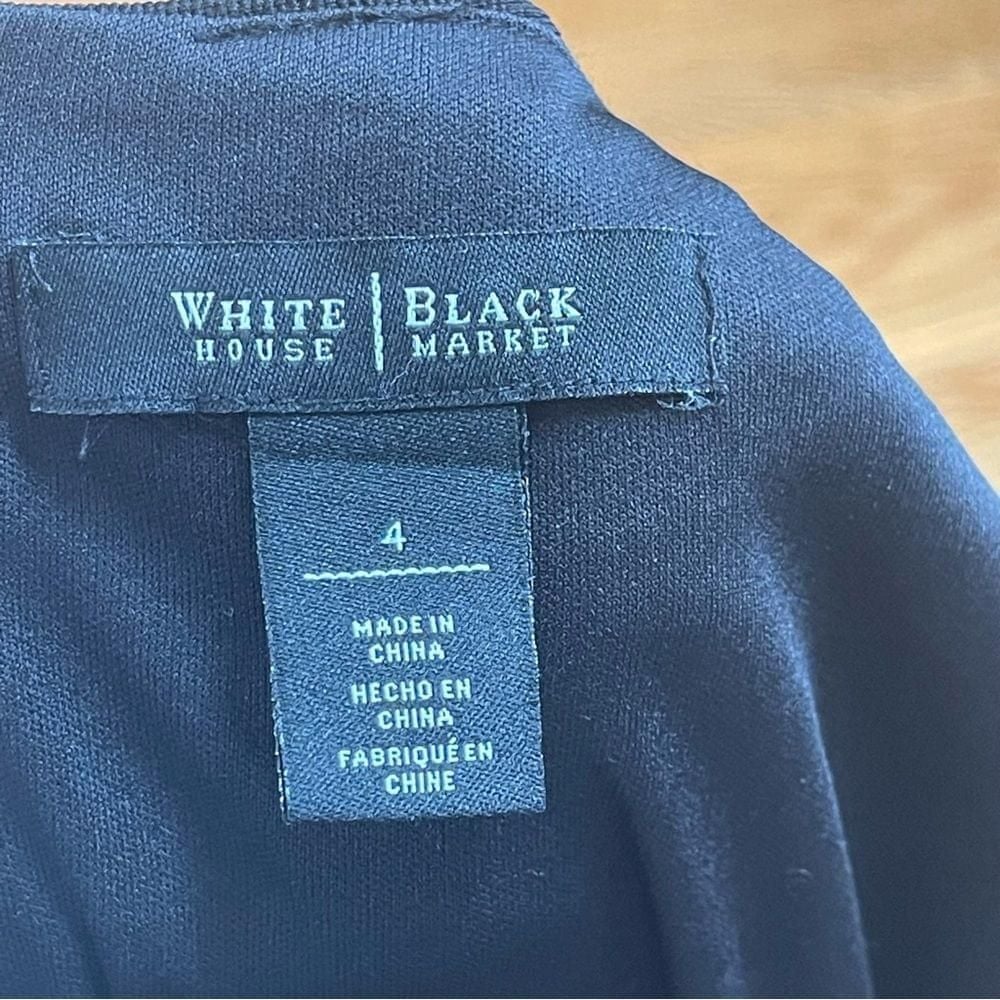 WHITE | BLACK
HOUSE | MARKET
4
MADE IN
CHINA
HECHO EN
CHINA
FABRIQUÉ EN
CHINE